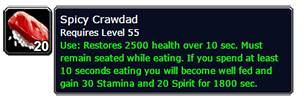 Spicy Crawdad
Requires Level 55
Use: Restores 2500 health over 10 sec. Must
remain seated while eating. If you spend at least
10 seconds eating you will become well fed and
gain 30 Stamina and 20 Spirit for 1800 sec.
20